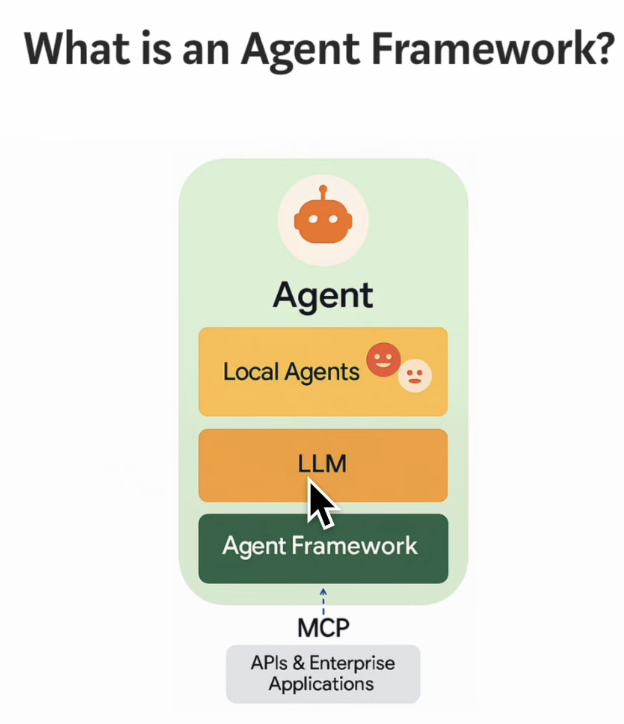 What is an Agent Framework?
Agent
Local Agents
LLM
Agent Framework
MCP
APIs & Enterprise
Applications